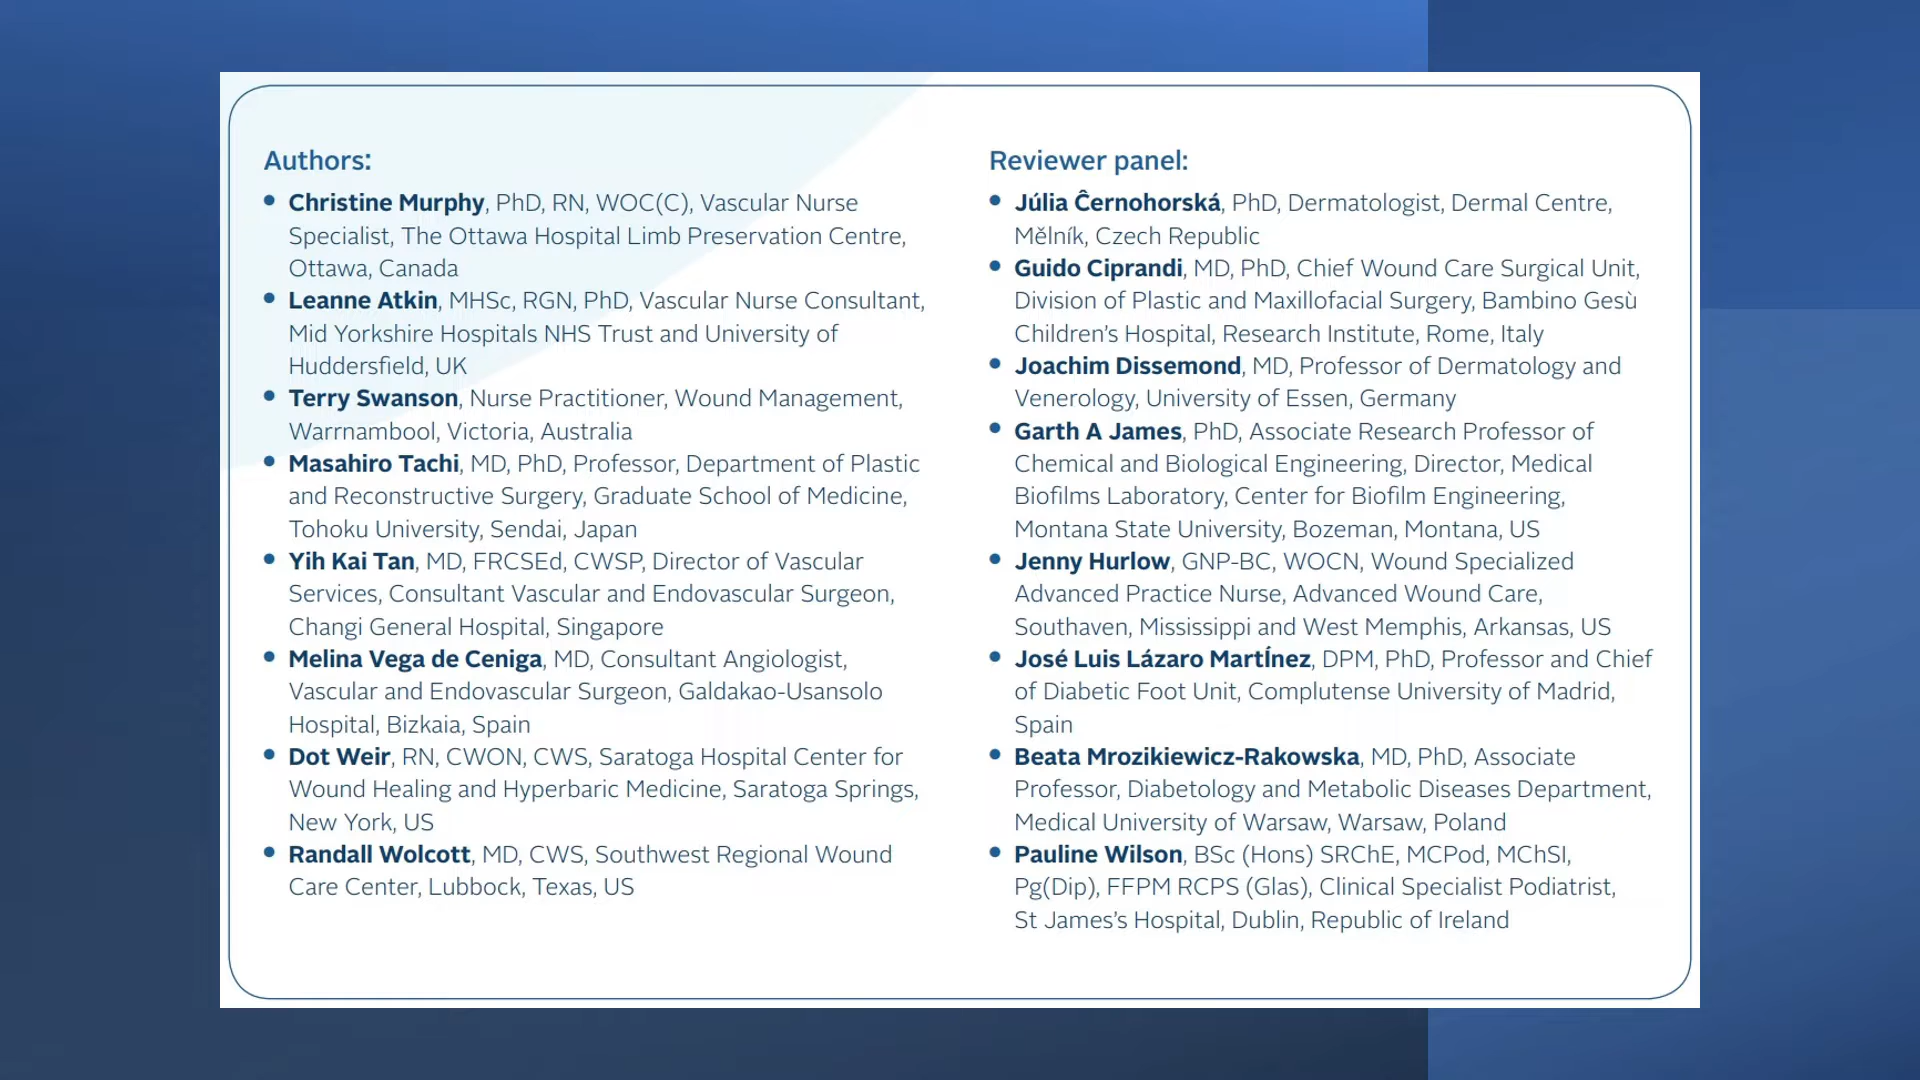 Authors:
• Christine Murphy, PhD, RN, WOC(C), Vascular Nurse
Specialist, The Ottawa Hospital Limb Preservation Centre,
Ottawa, Canada
• Leanne Atkin, MHSc, RGN, PhD, Vascular Nurse Consultant,
Mid Yorkshire Hospitals NHS Trust and University of
Huddersfield, UK
• Terry Swanson, Nurse Practitioner, Wound Management,
Warrnambool, Victoria, Australia
• Masahiro Tachi, MD, PhD, Professor, Department of Plastic
and Reconstructive Surgery, Graduate School of Medicine,
Tohoku University, Sendai, Japan
• Yih Kai Tan, MD, FRCSEd, CWSP, Director of Vascular
Services, Consultant Vascular and Endovascular Surgeon,
Changi General Hospital, Singapore
• Melina Vega de Ceniga, MD, Consultant Angiologist,
Vascular and Endovascular Surgeon, Galdakao-Usansolo
Hospital, Bizkaia, Spain
• Dot Weir, RN, CWON, CWS, Saratoga Hospital Center for
Wound Healing and Hyperbaric Medicine, Saratoga Springs,
New York, US
• Randall Wolcott, MD, CWS, Southwest Regional Wound
Care Center, Lubbock, Texas, US
Reviewer panel:
• Júlia Ĉernohorská, PhD, Dermatologist, Dermal Centre,
Mělník, Czech Republic
• Guido Ciprandi, MD, PhD, Chief Wound Care Surgical Unit,
Division of Plastic and Maxillofacial Surgery, Bambino Gesù
Children’s Hospital, Research Institute, Rome, Italy
• Joachim Dissemond, MD, Professor of Dermatology and
Venerology, University of Essen, Germany
• Garth A James, PhD, Associate Research Professor of
Chemical and Biological Engineering, Director, Medical
Biofilms Laboratory, Center for Biofilm Engineering,
Montana State University, Bozeman, Montana, US
• Jenny Hurlow, GNP-BC, WOCN, Wound Specialized
Advanced Practice Nurse, Advanced Wound Care,
Southaven, Mississippi and West Memphis, Arkansas, US
• José Luis Lázaro MartÍnez, DPM, PhD, Professor and Chief
of Diabetic Foot Unit, Complutense University of Madrid,
Spain
• Beata Mrozikiewicz-Rakowska, MD, PhD, Associate
Professor, Diabetology and Metabolic Diseases Department,
Medical University of Warsaw, Warsaw, Poland
• Pauline Wilson, BSc (Hons) SRChE, MCPod, MChSI,
Pg(Dip), FFPM RCPS (Glas), Clinical Specialist Podiatrist,
St James’s Hospital, Dublin, Republic of Ireland